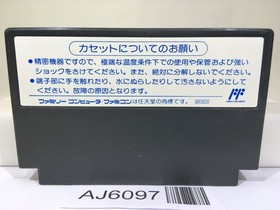 カセットについてのお願い
●精密機器ですので、極端な温度条件下での使用や保管および強い
ショックをさけてください。また、絶対に分解しないでください。
●端子部に手を触れたり、水にぬらしたりして汚さないようにして
ください。故障の原因となります。
ファミリーコンピュータ・ファミコンは任天堂の商標です。
AJ6097